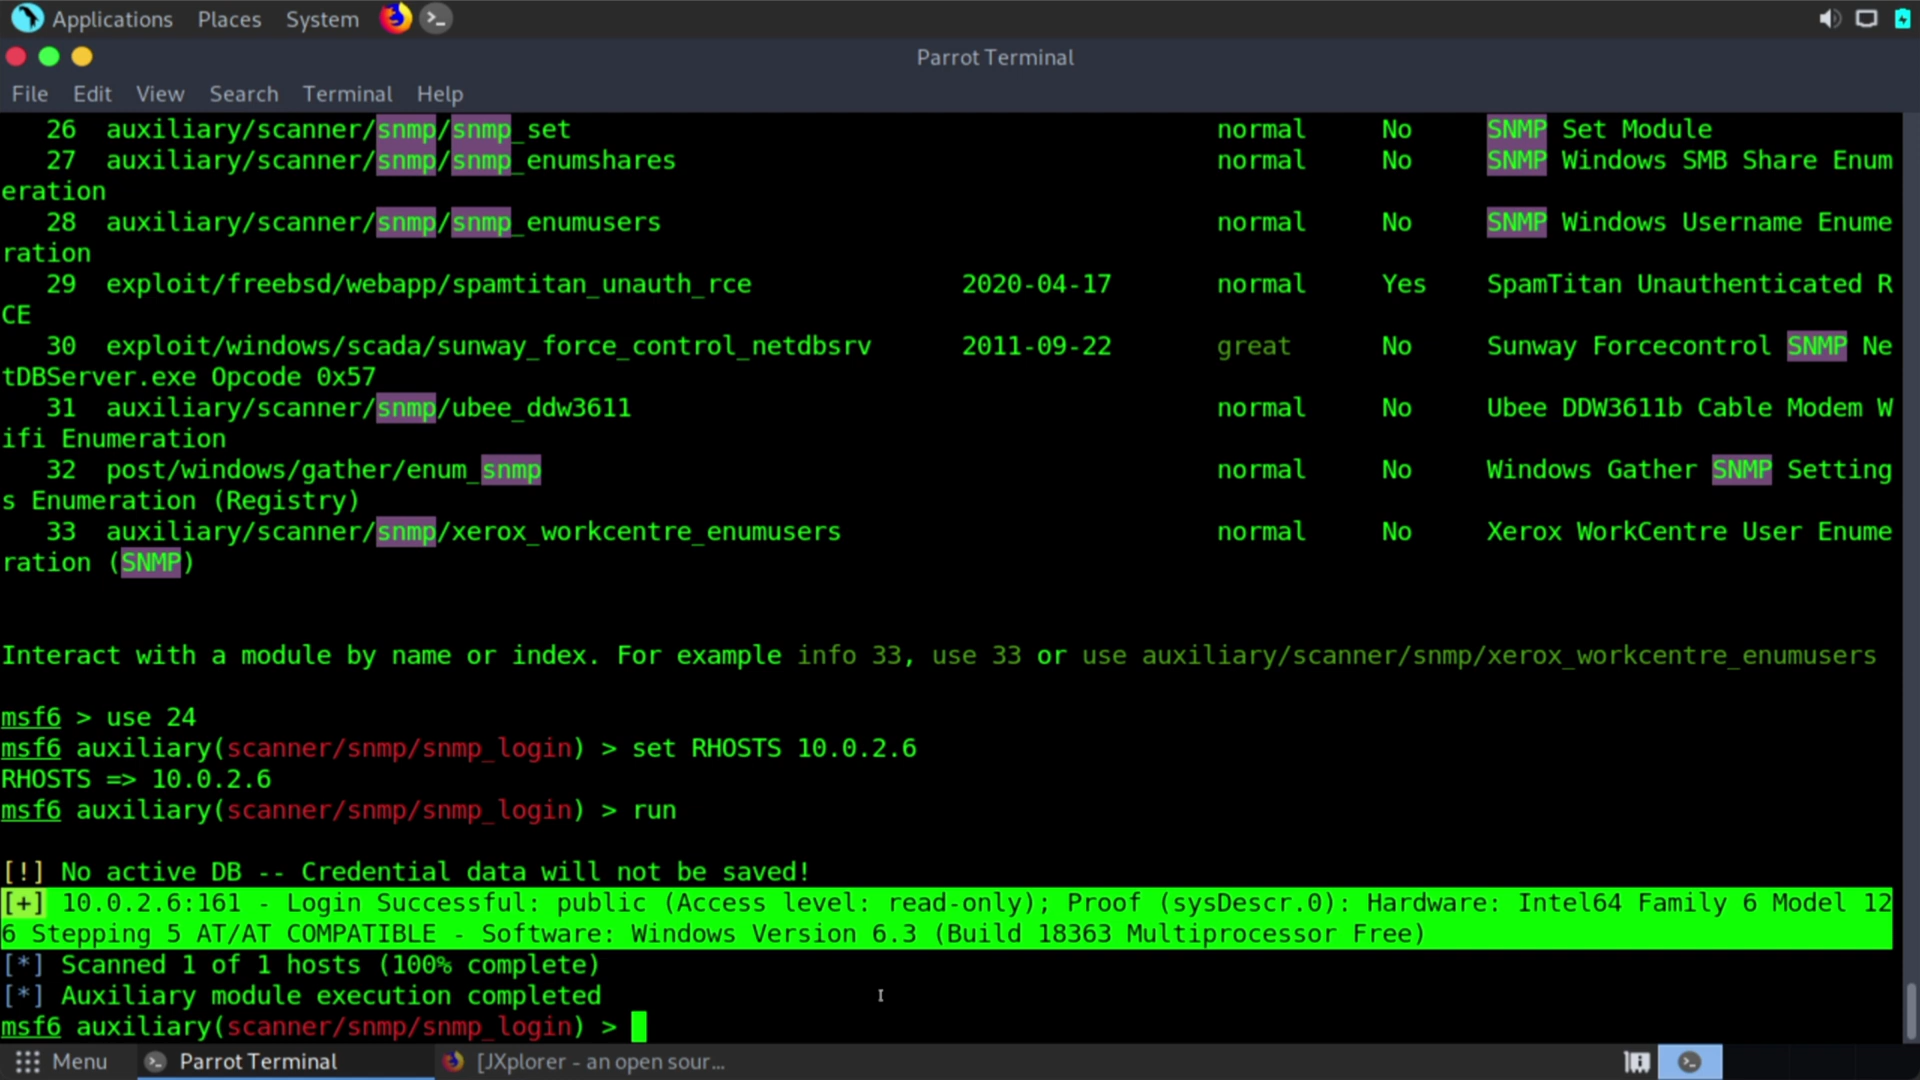 Applications Places System
Parrot Terminal
File Edit View Search Terminal Help
26 auxiliary/scanner/snmp/snmp_set normal No SNMP Set Module
27 auxiliary/scanner/snmp/snmp_enumshares normal No SNMP Windows SMB Share Enum
eration
28 auxiliary/scanner/snmp/snmp_enumusers normal No SNMP Windows Username Enume
ration
29 exploit/freebsd/webapp/spamtitan_unauth_rce 2020-04-17 normal Yes SpamTitan Unauthenticated R
CE
30 exploit/windows/scada/sunway_force_control_netdbsrv 2011-09-22 great No Sunway Forcecontrol SNMP Ne
tDBServer.exe Opcode 0x57
31 auxiliary/scanner/snmp/ubee_ddw3611 normal No Ubee DDW3611b Cable Modem W
ifi Enumeration
32 post/windows/gather/enum_snmp normal No Windows Gather SNMP Setting
s Enumeration (Registry)
33 auxiliary/scanner/snmp/xerox_workcentre_enumusers normal No Xerox WorkCentre User Enume
ration (SNMP)
Interact with a module by name or index. For example info 33, use 33 or use auxiliary/scanner/snmp/xerox_workcentre_enumusers
msf6 > use 24
msf6 auxiliary(scanner/snmp/snmp_login) > set RHOSTS 10.0.2.6
RHOSTS => 10.0.2.6
msf6 auxiliary(scanner/snmp/snmp_login) > run
[!] No active DB -- Credential data will not be saved!
[+] 10.0.2.6:161 - Login Successful: public (Access level: read-only); Proof (sysDescr.0): Hardware: Intel64 Family 6 Model 12
6 Stepping 5 AT/AT COMPATIBLE - Software: Windows Version 6.3 (Build 18363 Multiprocessor Free)
[*] Scanned 1 of 1 hosts (100% complete)
[*] Auxiliary module execution completed
msf6 auxiliary(scanner/snmp/snmp_login) >
Menu Parrot Terminal [JXplorer - an open sour...